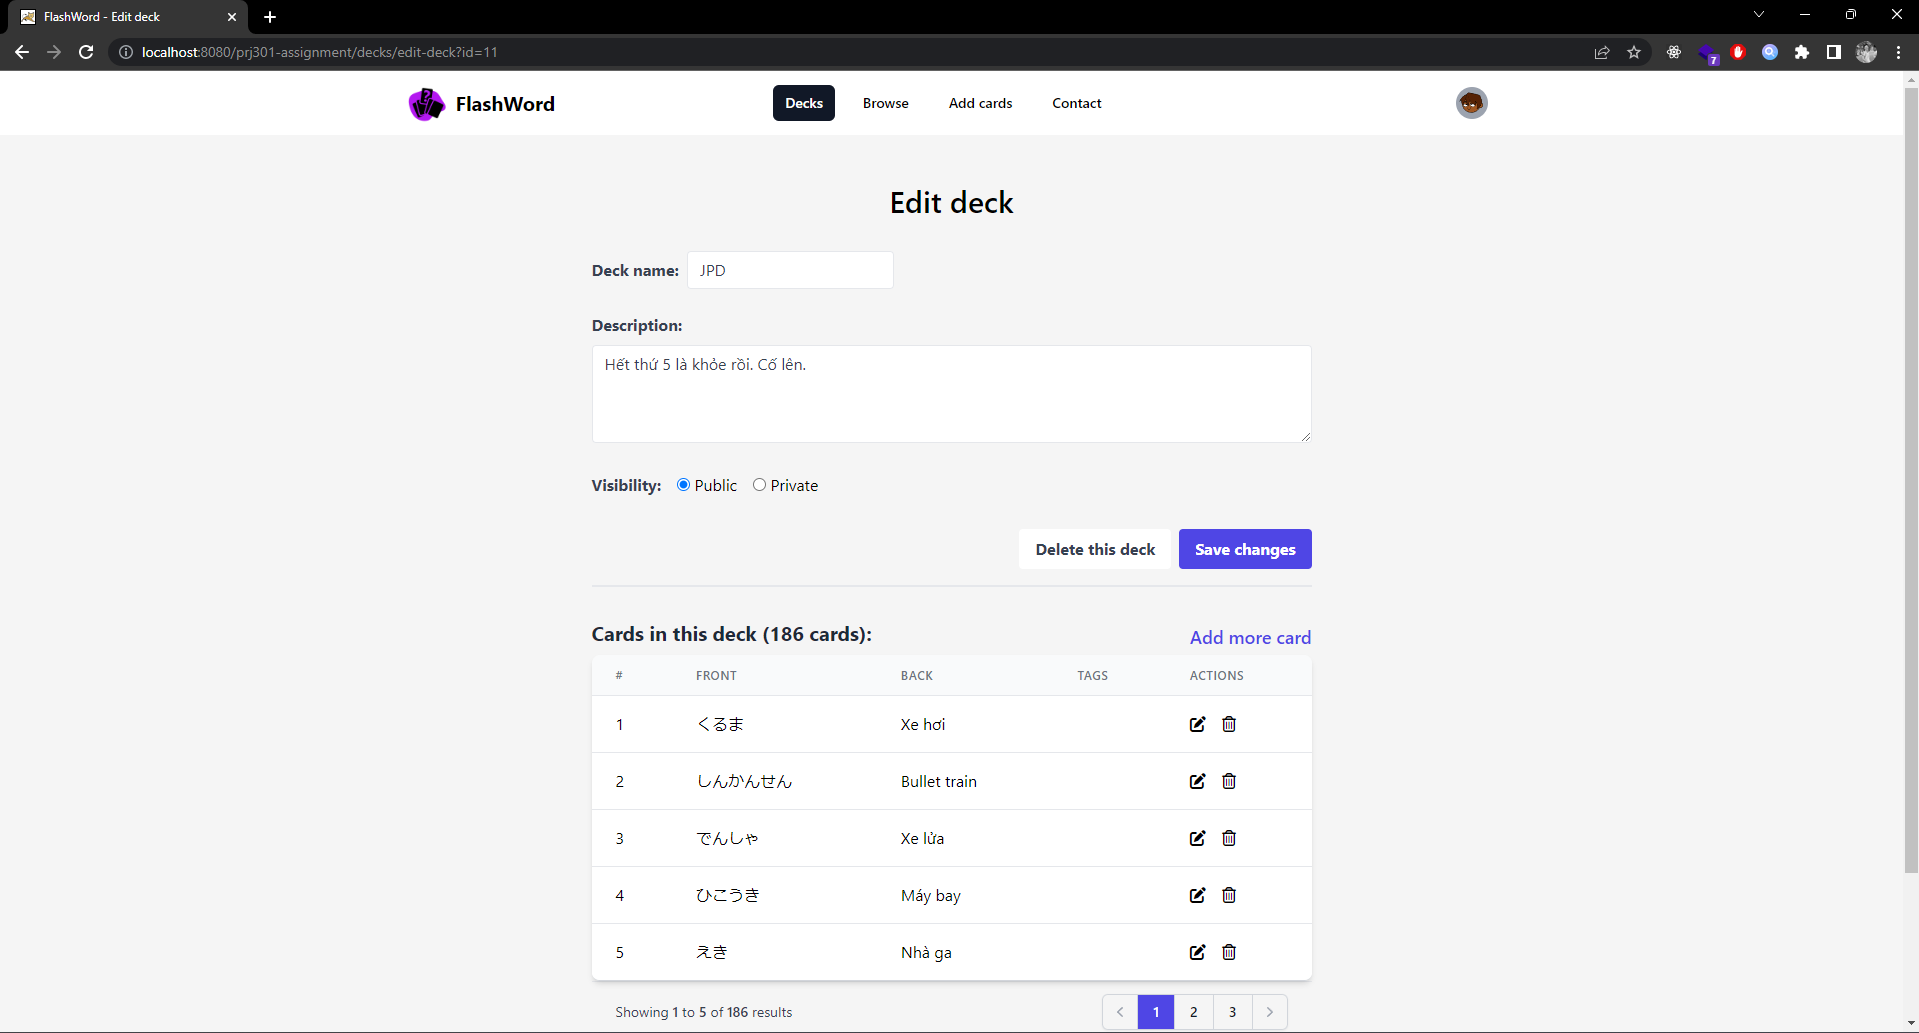 FlashWord - Edit deck
localhost:8080/prj301-assignment/decks/edit-deck?id=11
7
FlashWord
Decks Browse Add cards Contact
Edit deck
Deck name: JPD
Description:
Hết thứ 5 là khỏe rồi. Cố lên.
Visibility: Public Private
Delete this deck Save changes
Cards in this deck (186 cards): Add more card
# FRONT BACK TAGS ACTIONS
1 くるま Xe hơi
2 しんかんせん Bullet train
3 でんしゃ Xe lửa
4 ひこうき Máy bay
5 えき Nhà ga
Showing 1 to 5 of 186 results 1 2 3